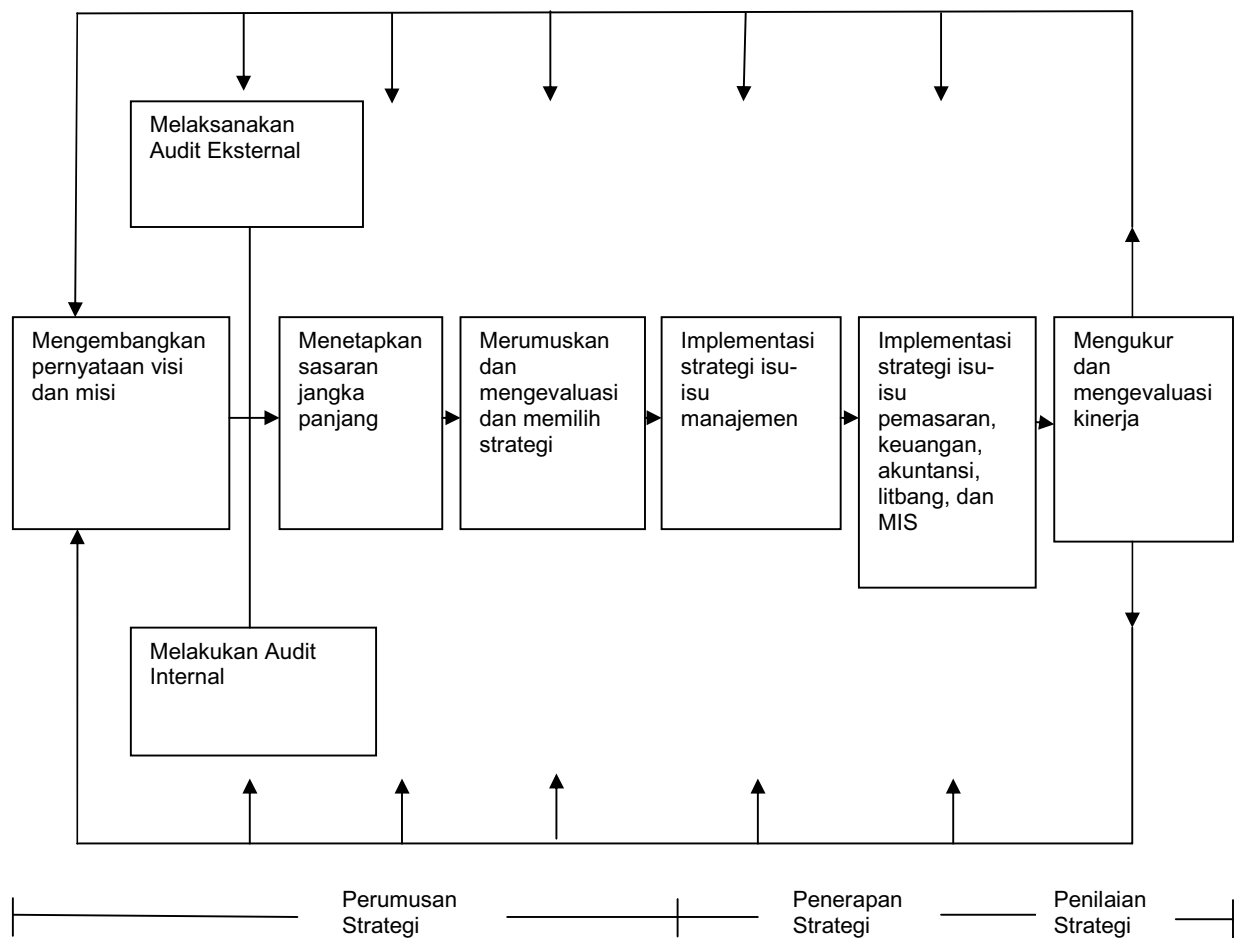 Melaksanakan
Audit Eksternal
Mengembangkan
pernyataan visi
dan misi
Menetapkan
sasaran
jangka
panjang
Merumuskan
dan
mengevaluasi
dan memilih
strategi
Implementasi
strategi isu-
isu
manajemen
Implementasi
strategi isu-
isu
pemasaran,
keuangan,
akuntansi,
litbang, dan
MIS
Mengukur
dan
mengevaluasi
kinerja
Melakukan Audit
Internal
Perumusan
Strategi
Penerapan
Strategi
Penilaian
Strategi